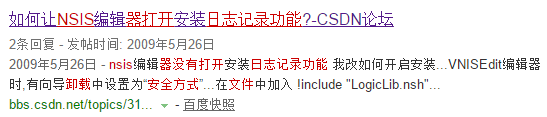 如何让NSIS编辑器打开安装日志记录功能?-CSDN论坛
2条回复 - 发帖时间: 2009年5月26日
2009年5月26日 - nsis编辑器没有打开安装日志记录功能 我改如何开启安装...VNISEdit编辑器
时,有向导卸载中设置为“安全方式”...在文件中加入 !include "LogicLib.nsh"...
bbs.csdn.net/topics/31... - 百度快照